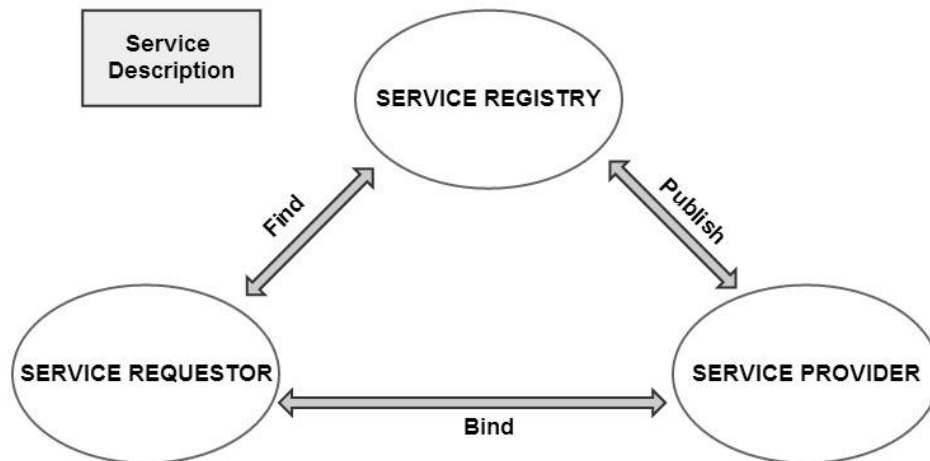 Service
Description
SERVICE REGISTRY
Find
Publish
SERVICE REQUESTOR
SERVICE PROVIDER
Bind